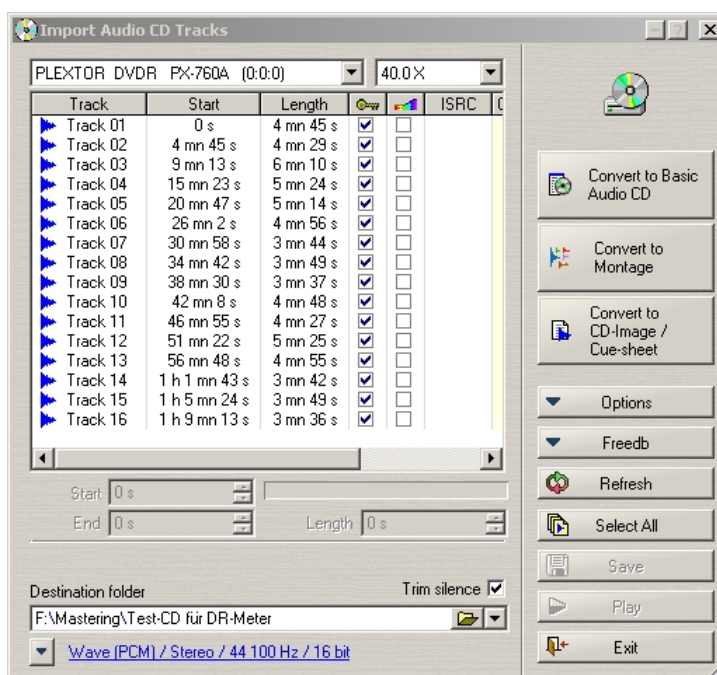 Import Audio CD Tracks
PLEXTOR DVDR PX-760A (0:0:0) 40.0 X
Track Start Length ISRC
Track 01 0 s 4 mn 45 s
Track 02 4 mn 45 s 4 mn 29 s
Track 03 9 mn 13 s 6 mn 10 s
Track 04 15 mn 23 s 5 mn 24 s
Track 05 20 mn 47 s 5 mn 14 s
Track 06 26 mn 2 s 4 mn 56 s
Track 07 30 mn 58 s 3 mn 44 s
Track 08 34 mn 42 s 3 mn 49 s
Track 09 38 mn 30 s 3 mn 37 s
Track 10 42 mn 8 s 4 mn 48 s
Track 11 46 mn 55 s 4 mn 27 s
Track 12 51 mn 22 s 5 mn 25 s
Track 13 56 mn 48 s 4 mn 55 s
Track 14 1 h 1 mn 43 s 3 mn 42 s
Track 15 1 h 5 mn 24 s 3 mn 49 s
Track 16 1 h 9 mn 13 s 3 mn 36 s
Start 0 s
End 0 s Length 0 s
Destination folder Trim silence
F:\Mastering\Test-CD für DR-Meter
Wave (PCM) / Stereo / 44 100 Hz / 16 bit
Convert to Basic
Audio CD
Convert to
Montage
Convert to
CD-Image /
Cue-sheet
Options
Freedb
Refresh
Select All
Save
Play
Exit